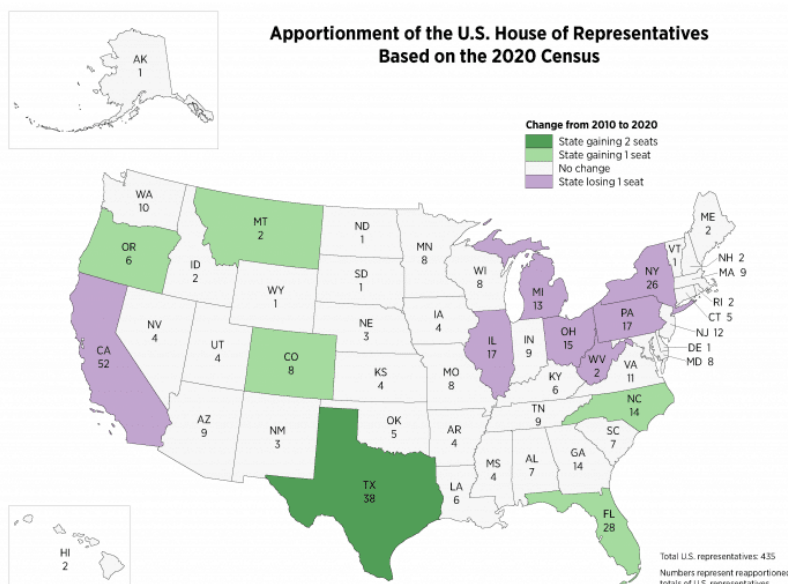 Apportionment of the U.S. House of Representatives
Based on the 2020 Census
AK
1
Change from 2010 to 2020
State gaining 2 seats
State gaining 1 seat
No change
State losing 1 seat
WA
10
OR
6
MT
2
ID
2
WY
1
ND
1
SD
1
MN
8
WI
8
MI
13
NY
26
VT
1
ME
2
NH 2
MA 9
RI 2
CT 5
NJ 12
DE 1
MD 8
PA
17
CA
52
NV
4
UT
4
CO
8
NE
3
KS
4
IA
4
MO
8
IL
17
IN
9
OH
15
WV
2
VA
11
KY
6
NC
14
TN
9
SC
7
AZ
9
NM
3
OK
5
AR
4
MS
4
AL
7
GA
14
TX
38
LA
6
FL
28
HI
2
Total U.S. representatives: 435
Numbers represent reapportioned
totals of U.S. representatives